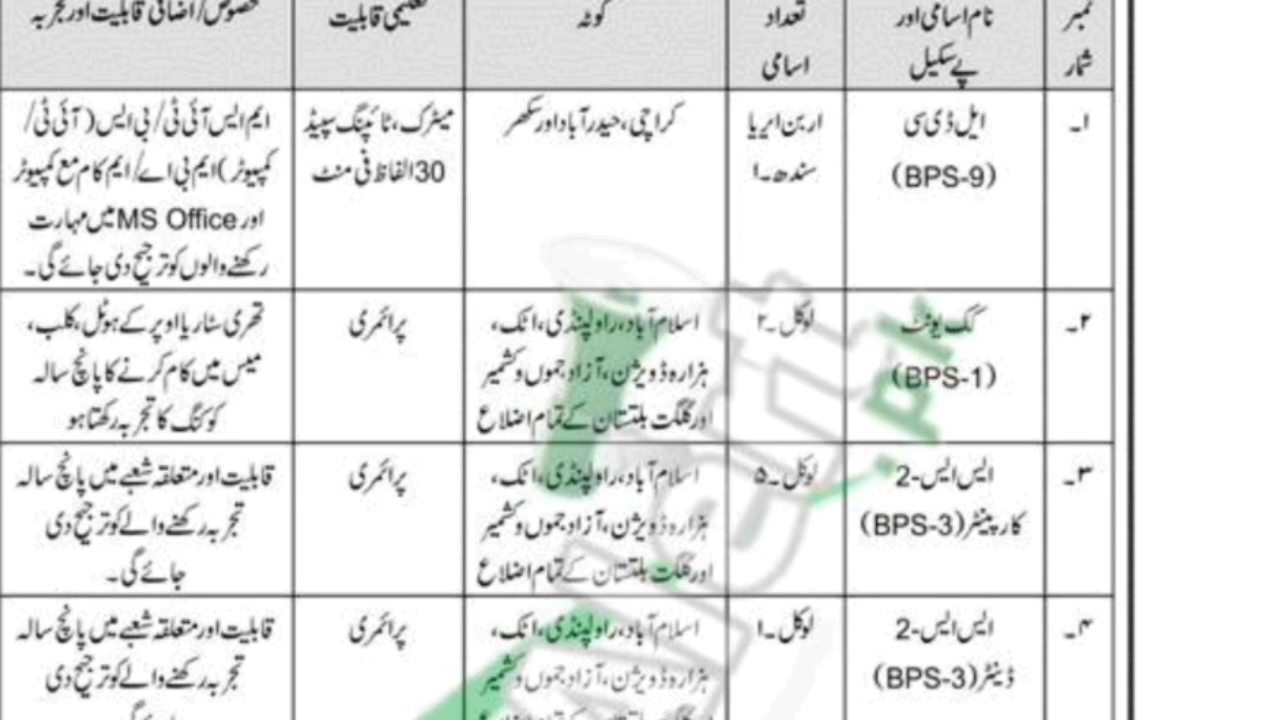 نمبر شمار
نام اسامی اور پے سکیل
تعداد اسامی
کوٹہ
تعلیمی قابلیت
خصوص/اضافی قابلیت اور تجربہ
۱۔
ایل ڈی سی
(BPS-9)
اربن ایریا
سندھ۔۱
کراچی، حیدرآباد اور سکھر
میٹرک، ٹائپنگ سپیڈ
30 الفاظ فی منٹ
ایم ایس آئی ٹی/ بی ایس( آئی ٹی/
کمپیوٹر) ایم بی اے/ ایم کام مع کمپیوٹر
اور MS Office میں مہارت
رکھنے والوں کو ترجیح دی جائے گی۔
۲۔
کک یونٹ
(BPS-1)
لوکل۔۲
اسلام آباد، راولپنڈی، اٹک،
ہزارہ ڈویژن، آزاد جموں و کشمیر
اور گلگت بلتستان کے تمام اضلاع
پرائمری
تھری سٹار یا اوپر کے ہوٹل، کلب،
میس میں کام کرنے کا پانچ سالہ
کوکنگ کا تجربہ رکھتا ہو
۳۔
ایس ایس-2
کارپینٹر (BPS-3)
لوکل۔۵
اسلام آباد، راولپنڈی، اٹک،
ہزارہ ڈویژن، آزاد جموں و کشمیر
اور گلگت بلتستان کے تمام اضلاع
پرائمری
قابلیت اور متعلقہ شعبے میں پانچ سالہ
تجربہ رکھنے والے کو ترجیح دی
جائے گی۔
۴۔
ایس ایس-2
ڈینٹر (BPS-3)
لوکل۔۱
اسلام آباد، راولپنڈی، اٹک،
ہزارہ ڈویژن، آزاد جموں و کشمیر
پرائمری
قابلیت اور متعلقہ شعبے میں پانچ سالہ
تجربہ رکھنے والے کو ترجیح دی
.pk